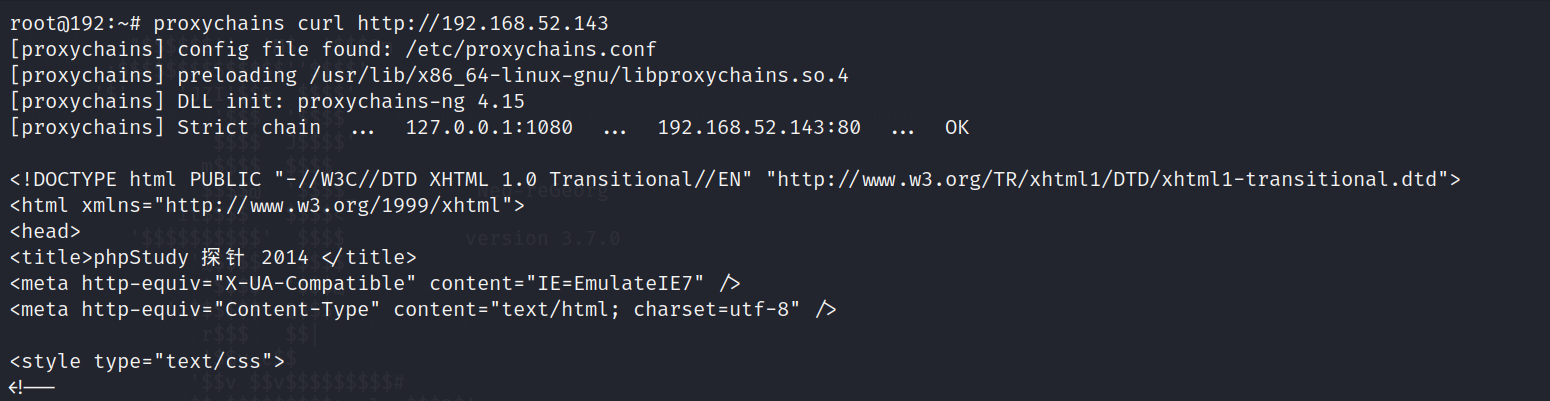 root@192:~# proxychains curl http://192.168.52.143
[proxychains] config file found: /etc/proxychains.conf
[proxychains] preloading /usr/lib/x86_64-linux-gnu/libproxychains.so.4
[proxychains] DLL init: proxychains-ng 4.15
[proxychains] Strict chain  ...  127.0.0.1:1080  ...  192.168.52.143:80  ...  OK
<!DOCTYPE html PUBLIC "-//W3C//DTD XHTML 1.0 Transitional//EN" "http://www.w3.org/TR/xhtml1/DTD/xhtml1-transitional.dtd">
<html xmlns="http://www.w3.org/1999/xhtml">
<head>
version 3.7.0
<title>phpStudy 探针 2014 </title>
<meta http-equiv="X-UA-Compatible" content="IE=EmulateIE7" />
<meta http-equiv="Content-Type" content="text/html; charset=utf-8" />
<style type="text/css">
<!--